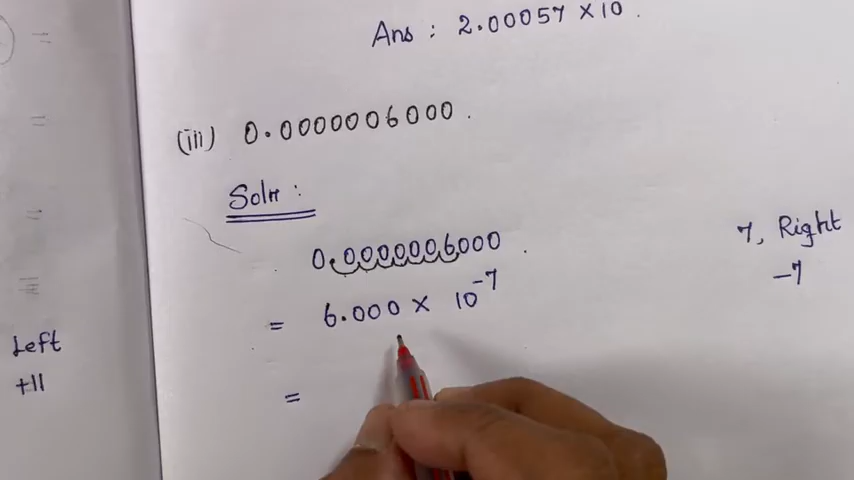 Ans : 2.00057 ×10 .
(iii) 0.0000006000 .
Soln :
0.0000006000 .
7, Right
-7
= 6.000 × 10⁻⁷
=
Left
+11
=
=
=